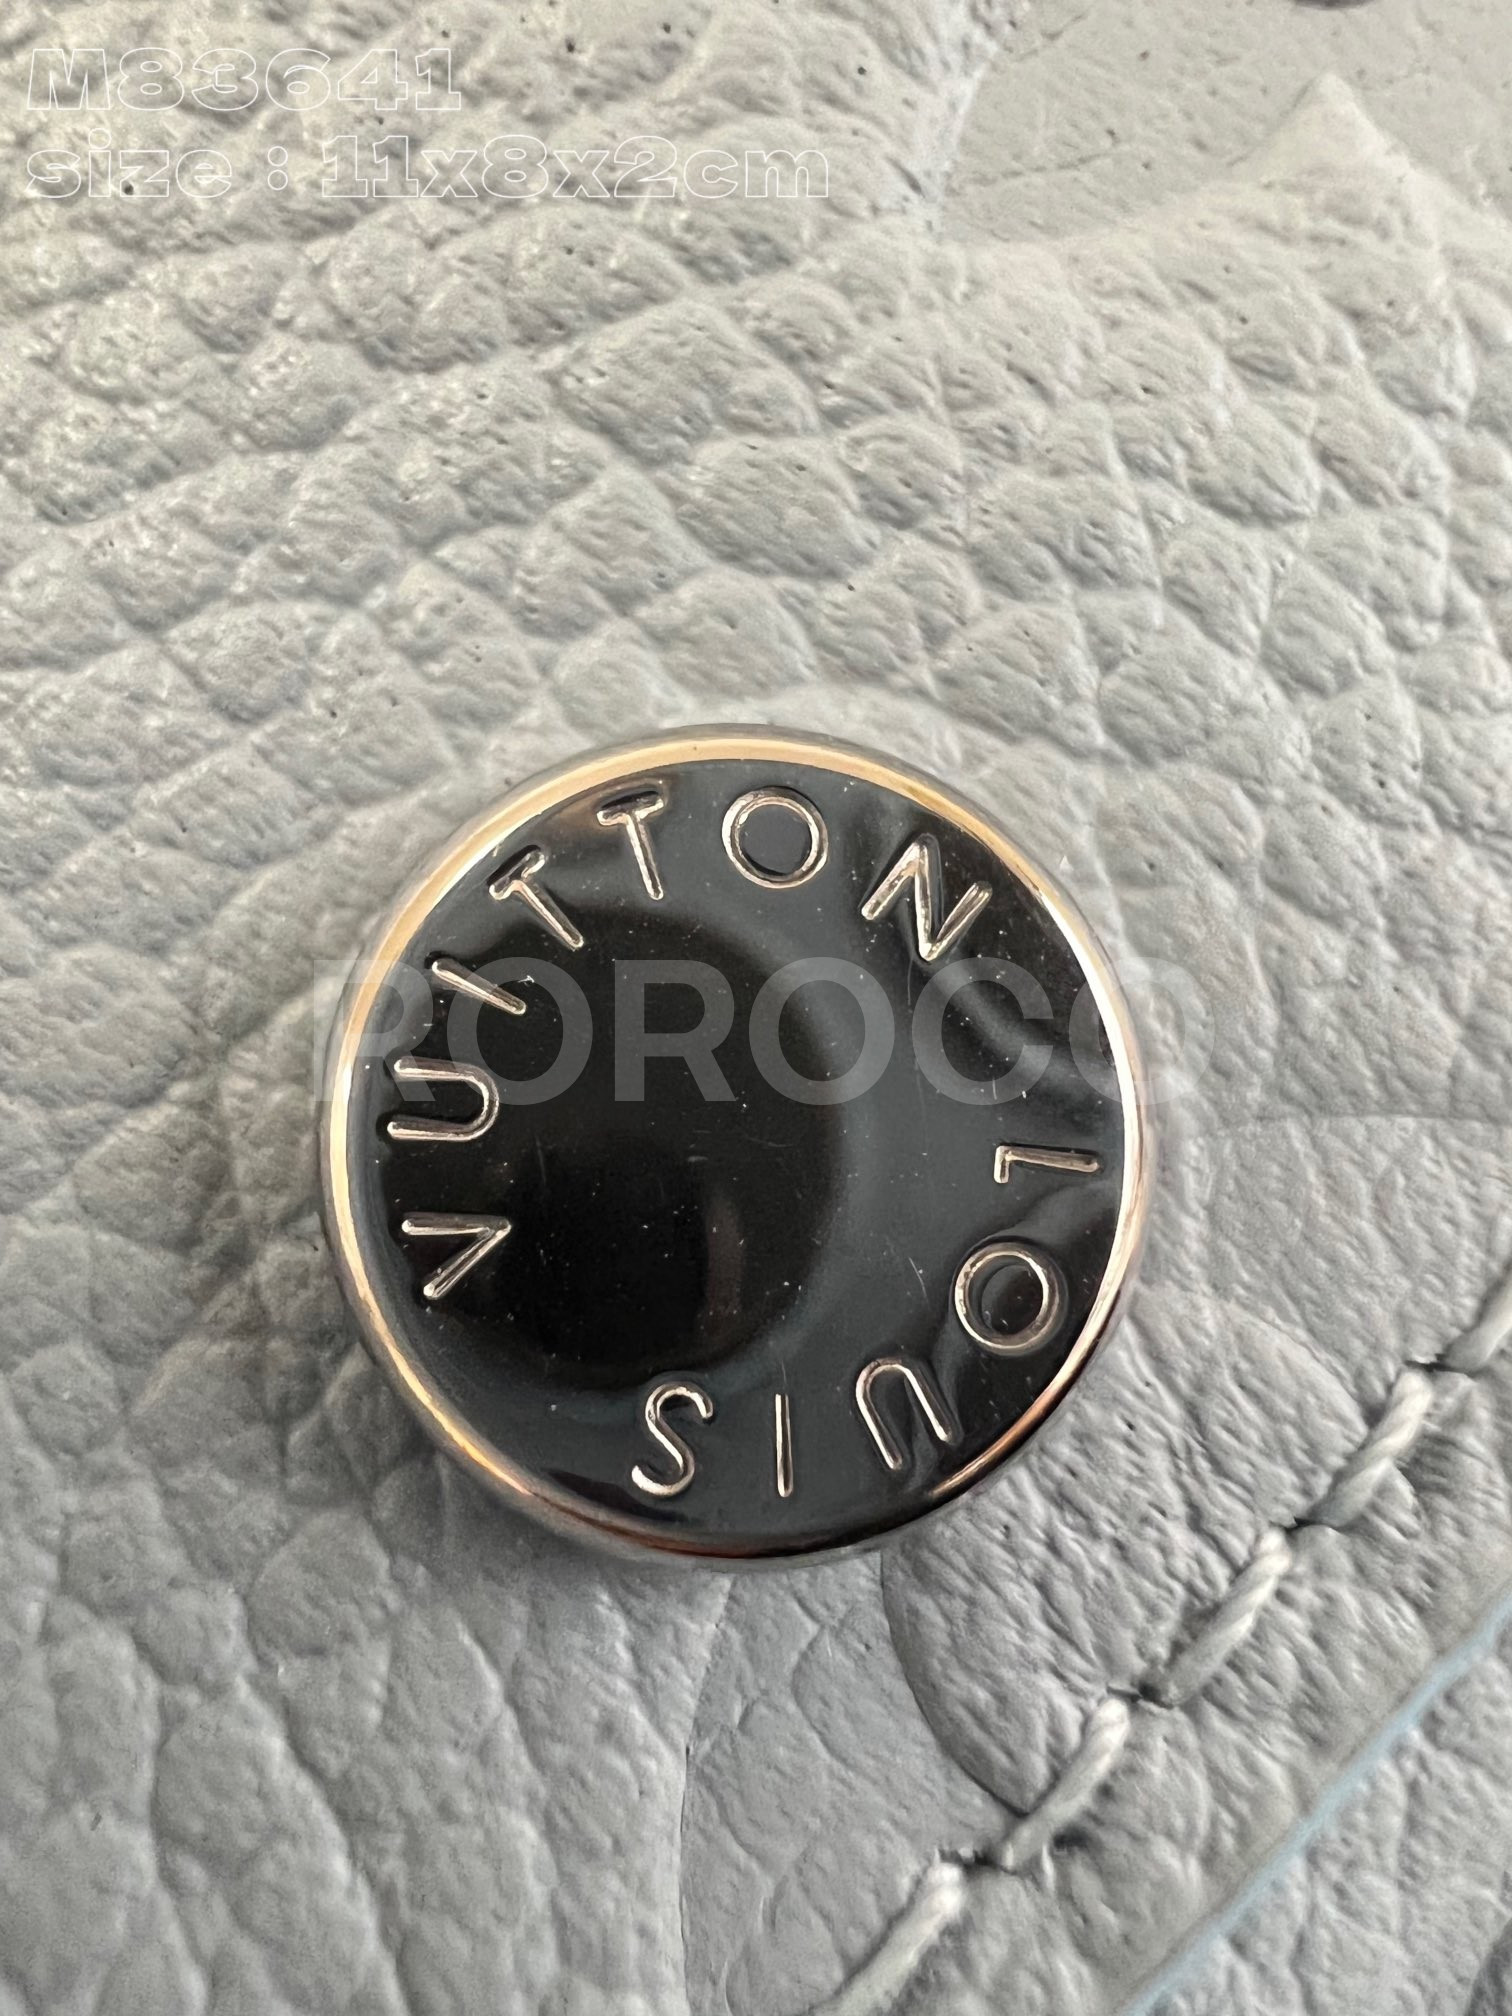 M83641
size : 11x8x2cm
LOUIS VUITTON
ROROCO